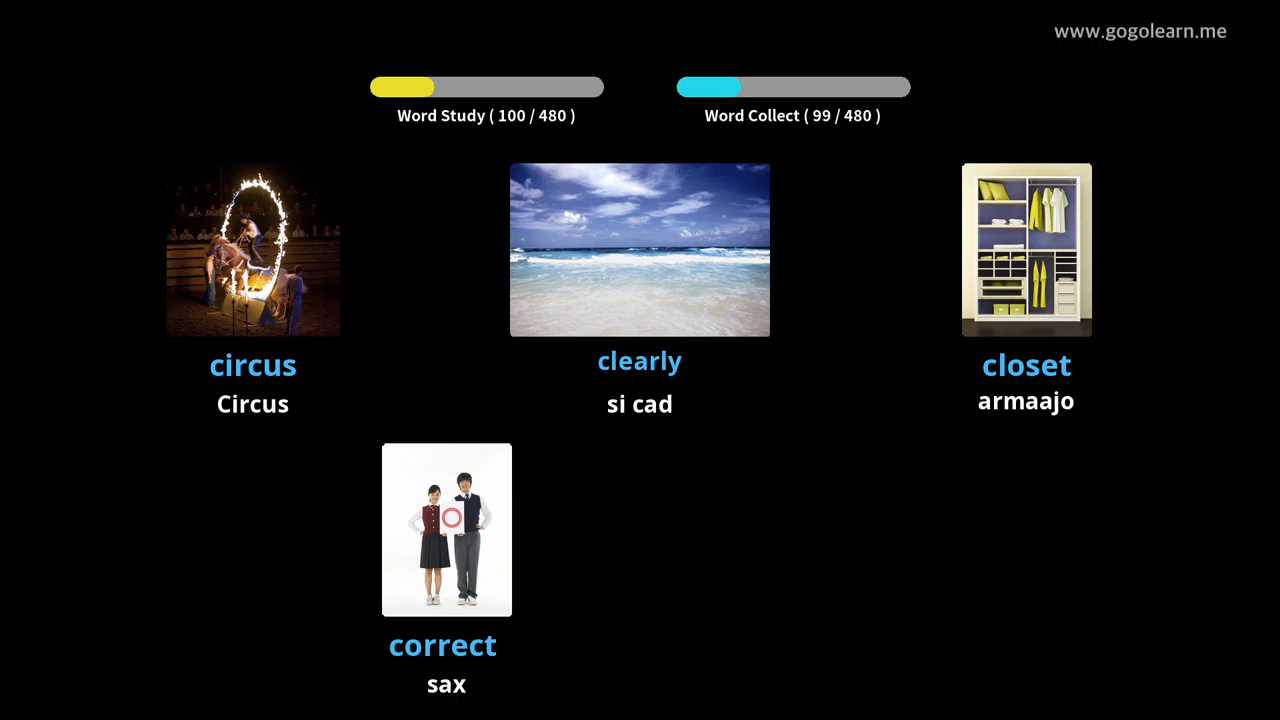 www.gogolearn.me
Word Study ( 100 / 480 )
Word Collect ( 99 / 480 )
circus
Circus
clearly
si cad
closet
armaajo
correct
sax